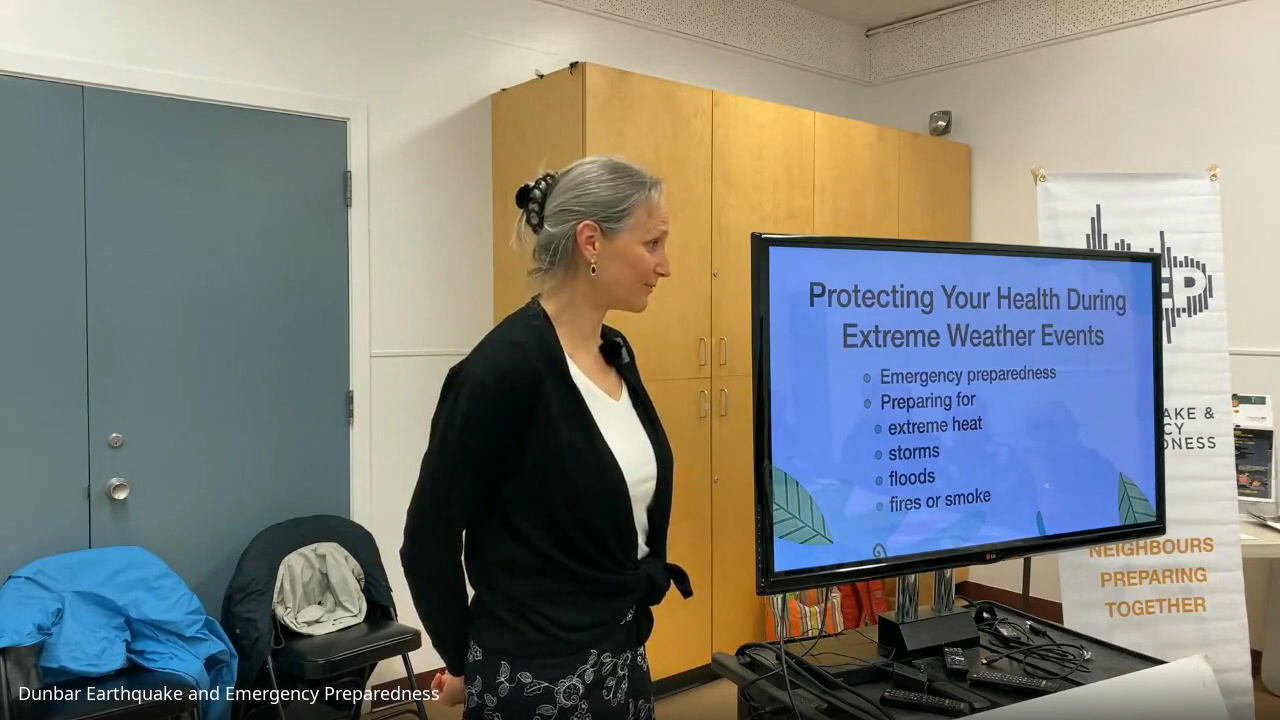 Protecting Your Health During
Extreme Weather Events
Emergency preparedness
Preparing for
extreme heat
storms
floods
fires or smoke
LG
AKE &
CY
DNESS
NEIGHBOURS
PREPARING
TOGETHER
Dunbar Earthquake and Emergency Preparedness